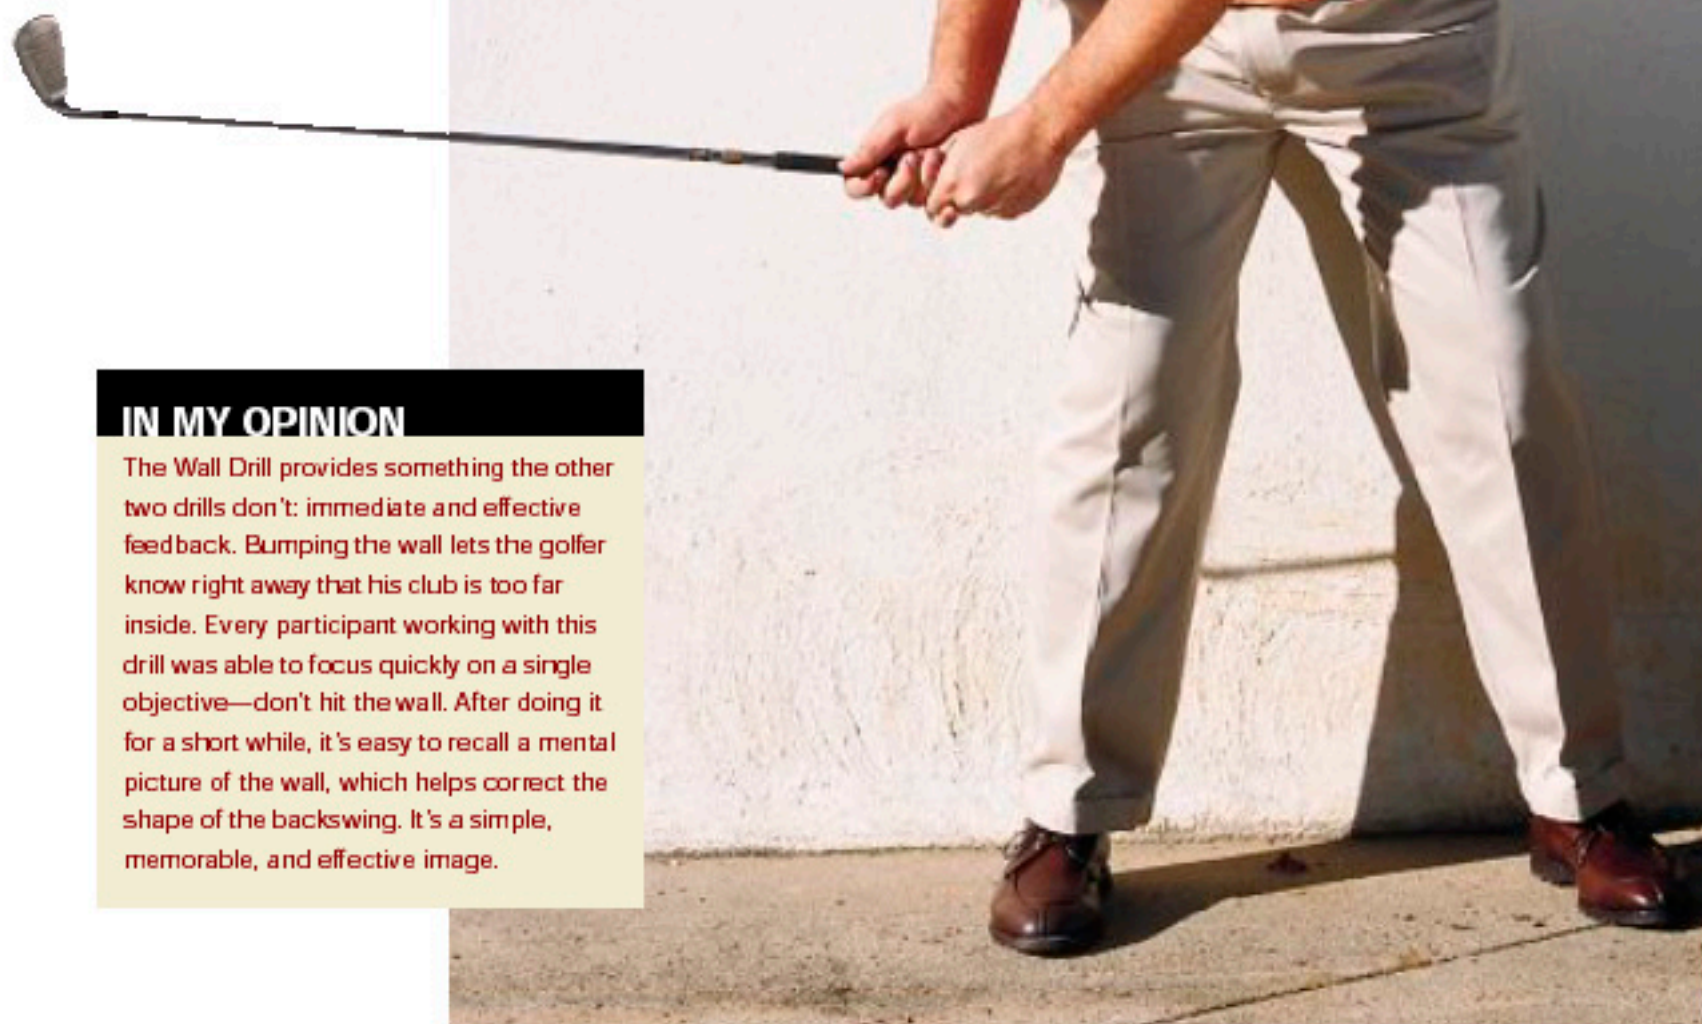 IN MY OPINION
The Wall Drill provides something the other
two drills don't: immediate and effective
feedback. Bumping the wall lets the golfer
know right away that his club is too far
inside. Every participant working with this
drill was able to focus quickly on a single
objective—don't hit the wall. After doing it
for a short while, it's easy to recall a mental
picture of the wall, which helps correct the
shape of the backswing. It's a simple,
memorable, and effective image.